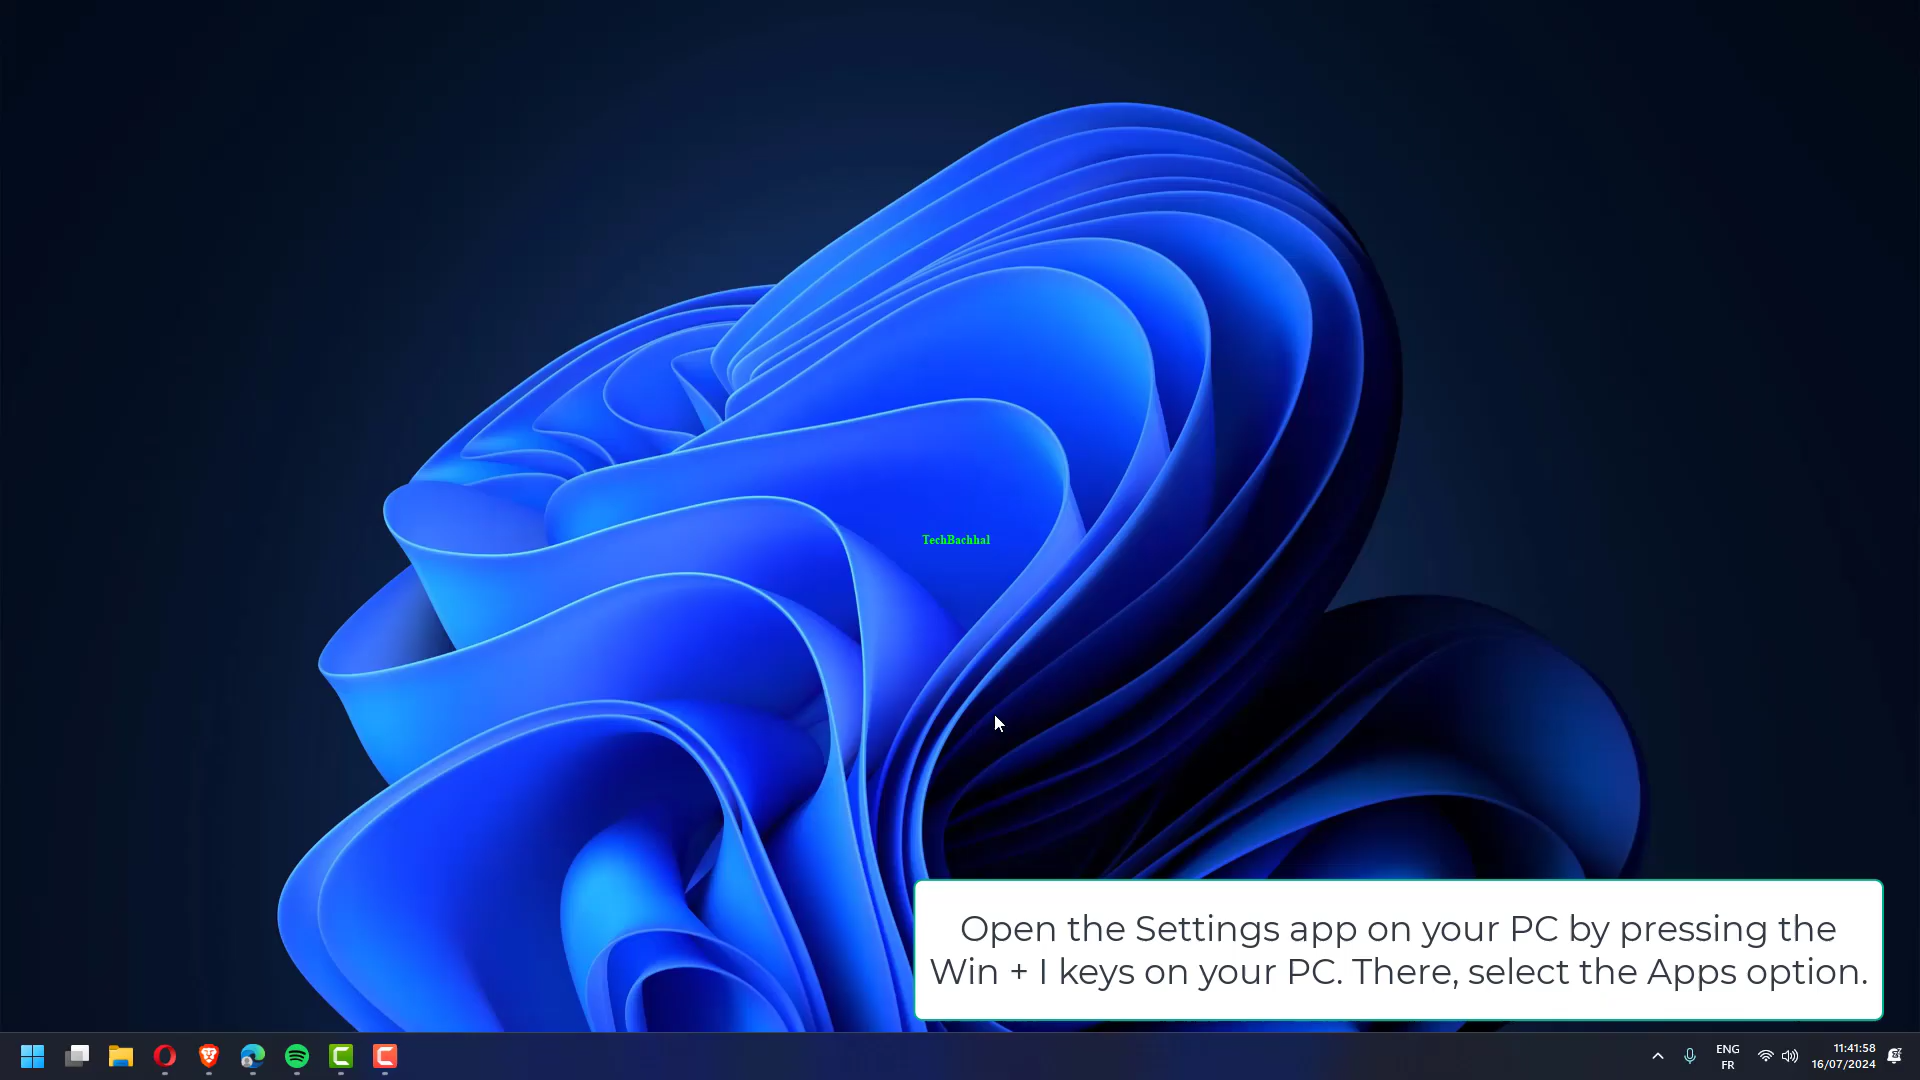 TechBachhal
Open the Settings app on your PC by pressing the
Win + I keys on your PC. There, select the Apps option.
ENG
FR
11:41:58
16/07/2024